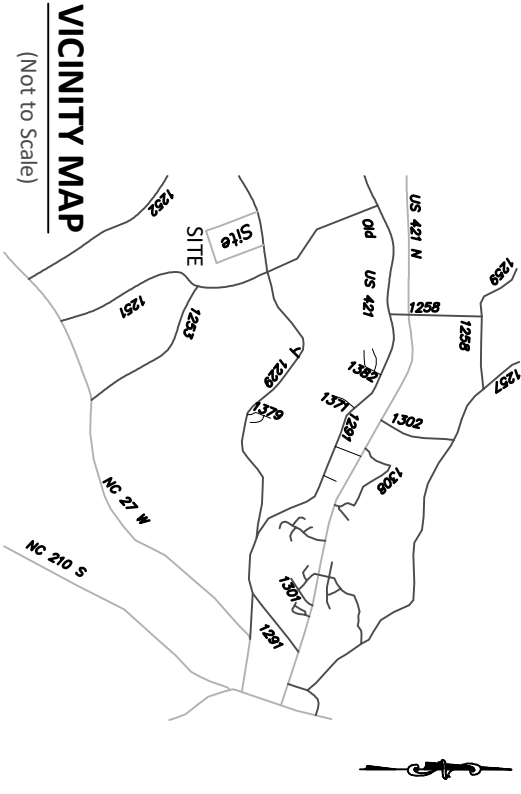 VICINITY MAP
(Not to Scale)
US 421 N
1259
1258
1258
1257
Old US 421
1252
Site
SITE
1251
1253
1229
1382
1371
1291
1302
1379
1308
NC 27 W
NC 210 S
1301
1291